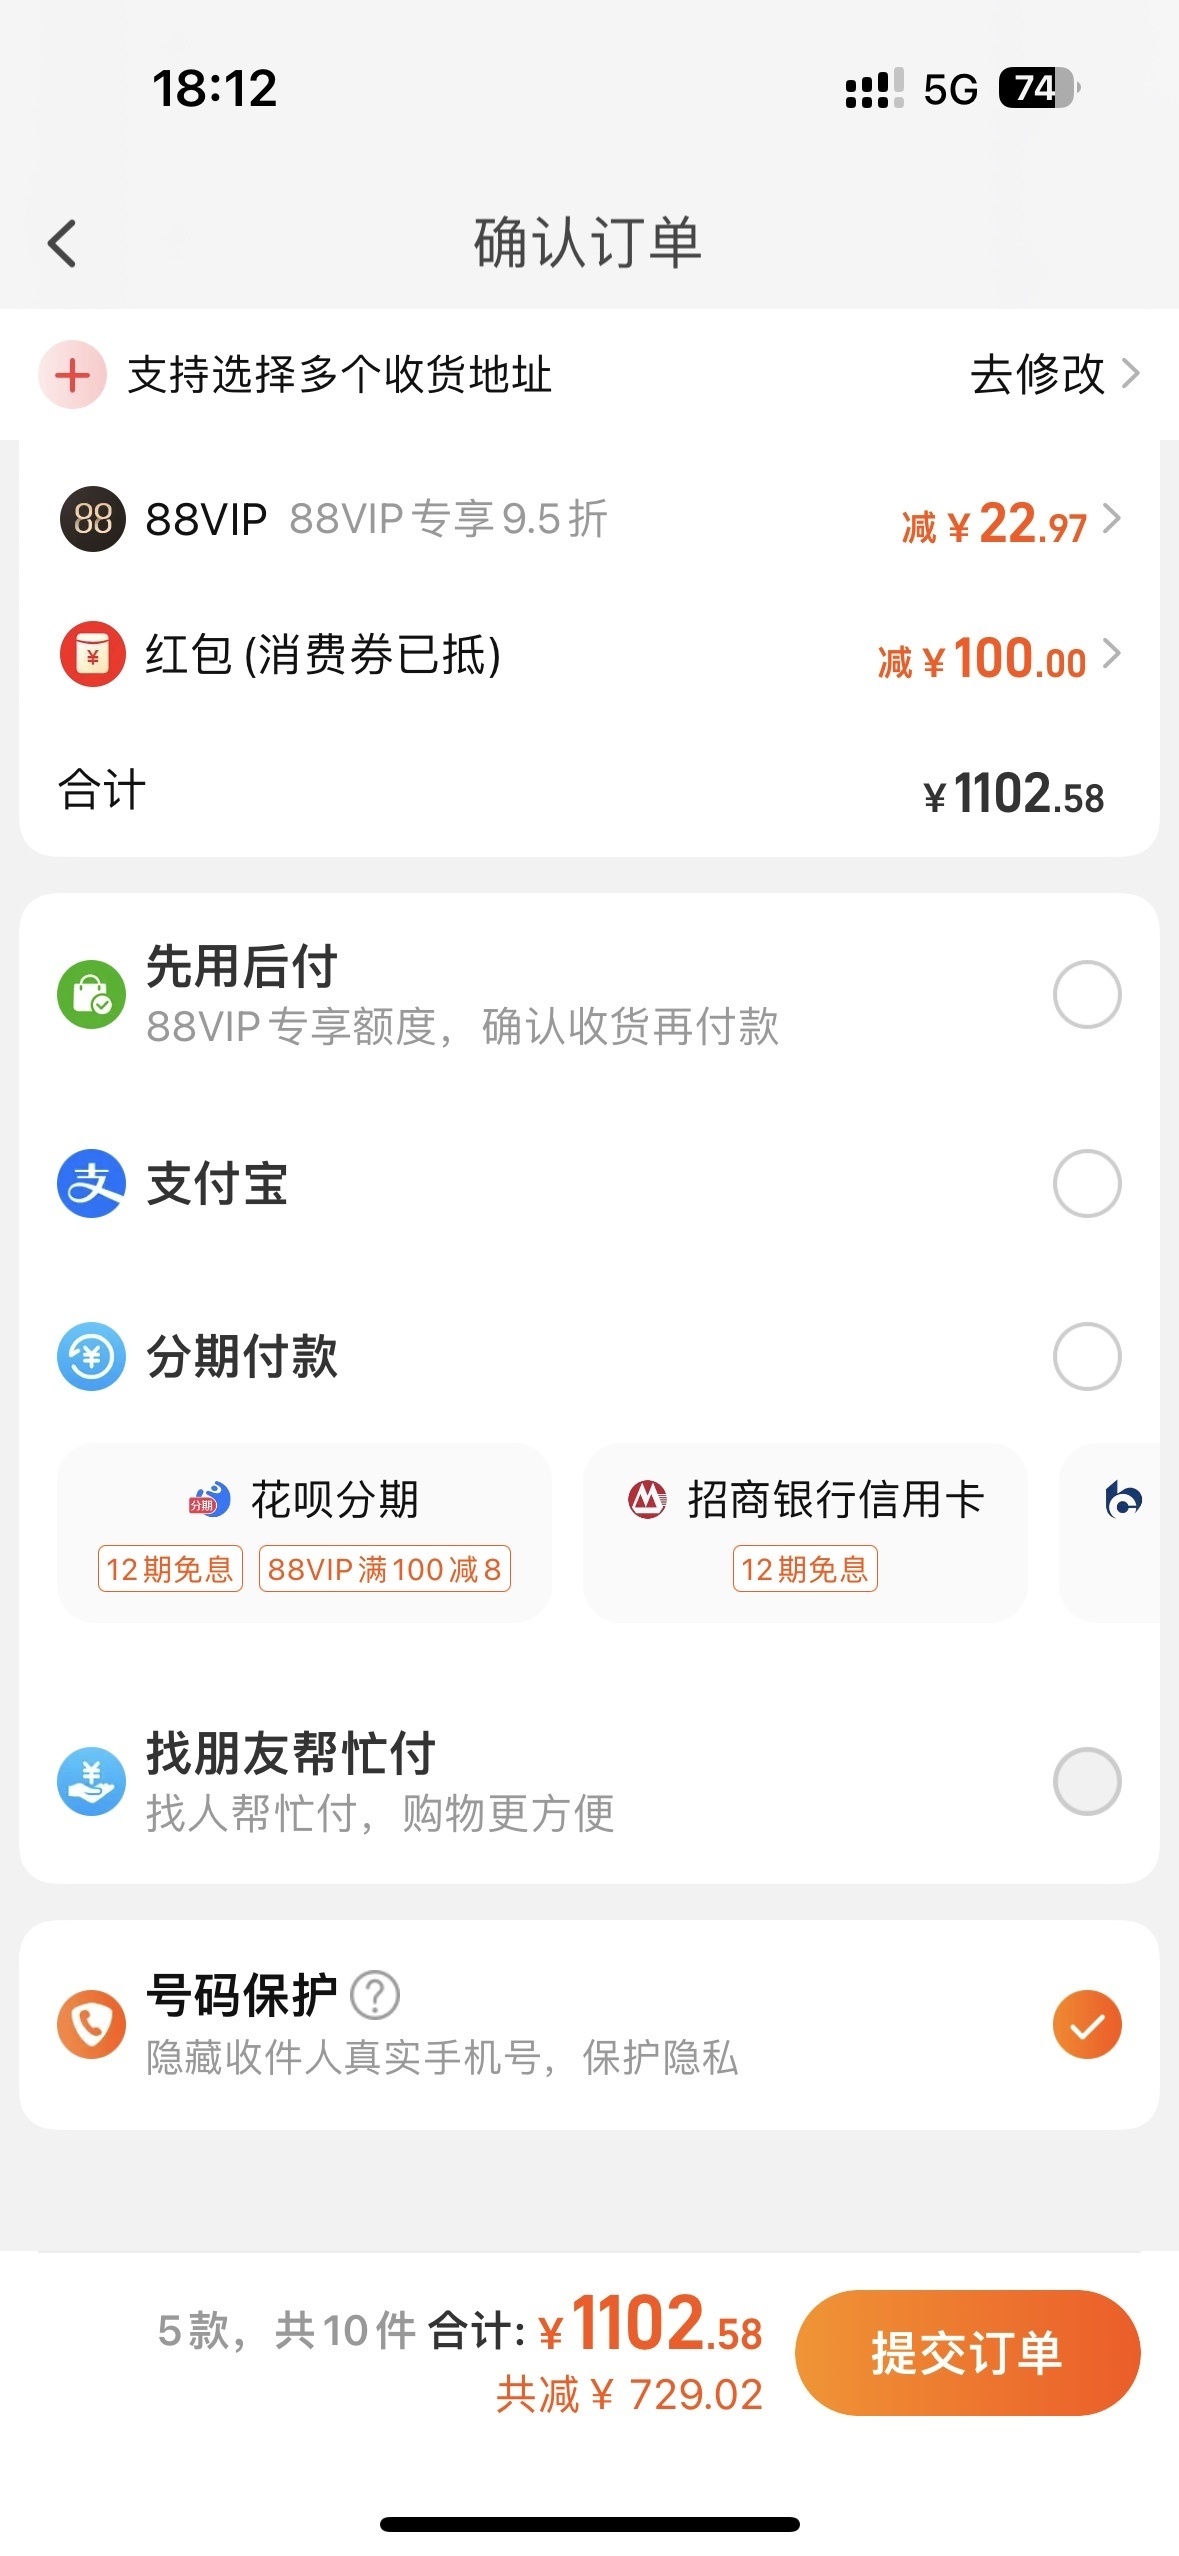 18:12 5G 74
确认订单
支持选择多个收货地址 去修改
88 88VIP 88VIP专享9.5折 减¥22.97
¥ 红包(消费券已抵) 减¥100.00
合计 ¥1102.58
先用后付
88VIP专享额度，确认收货再付款
支 支付宝
¥ 分期付款
分期 花呗分期 招商银行信用卡
12期免息 88VIP满100减8 12期免息
¥ 找朋友帮忙付
找人帮忙付，购物更方便
号码保护 ?
隐藏收件人真实手机号，保护隐私
5款，共10件 合计: ¥1102.58
共减¥ 729.02
提交订单